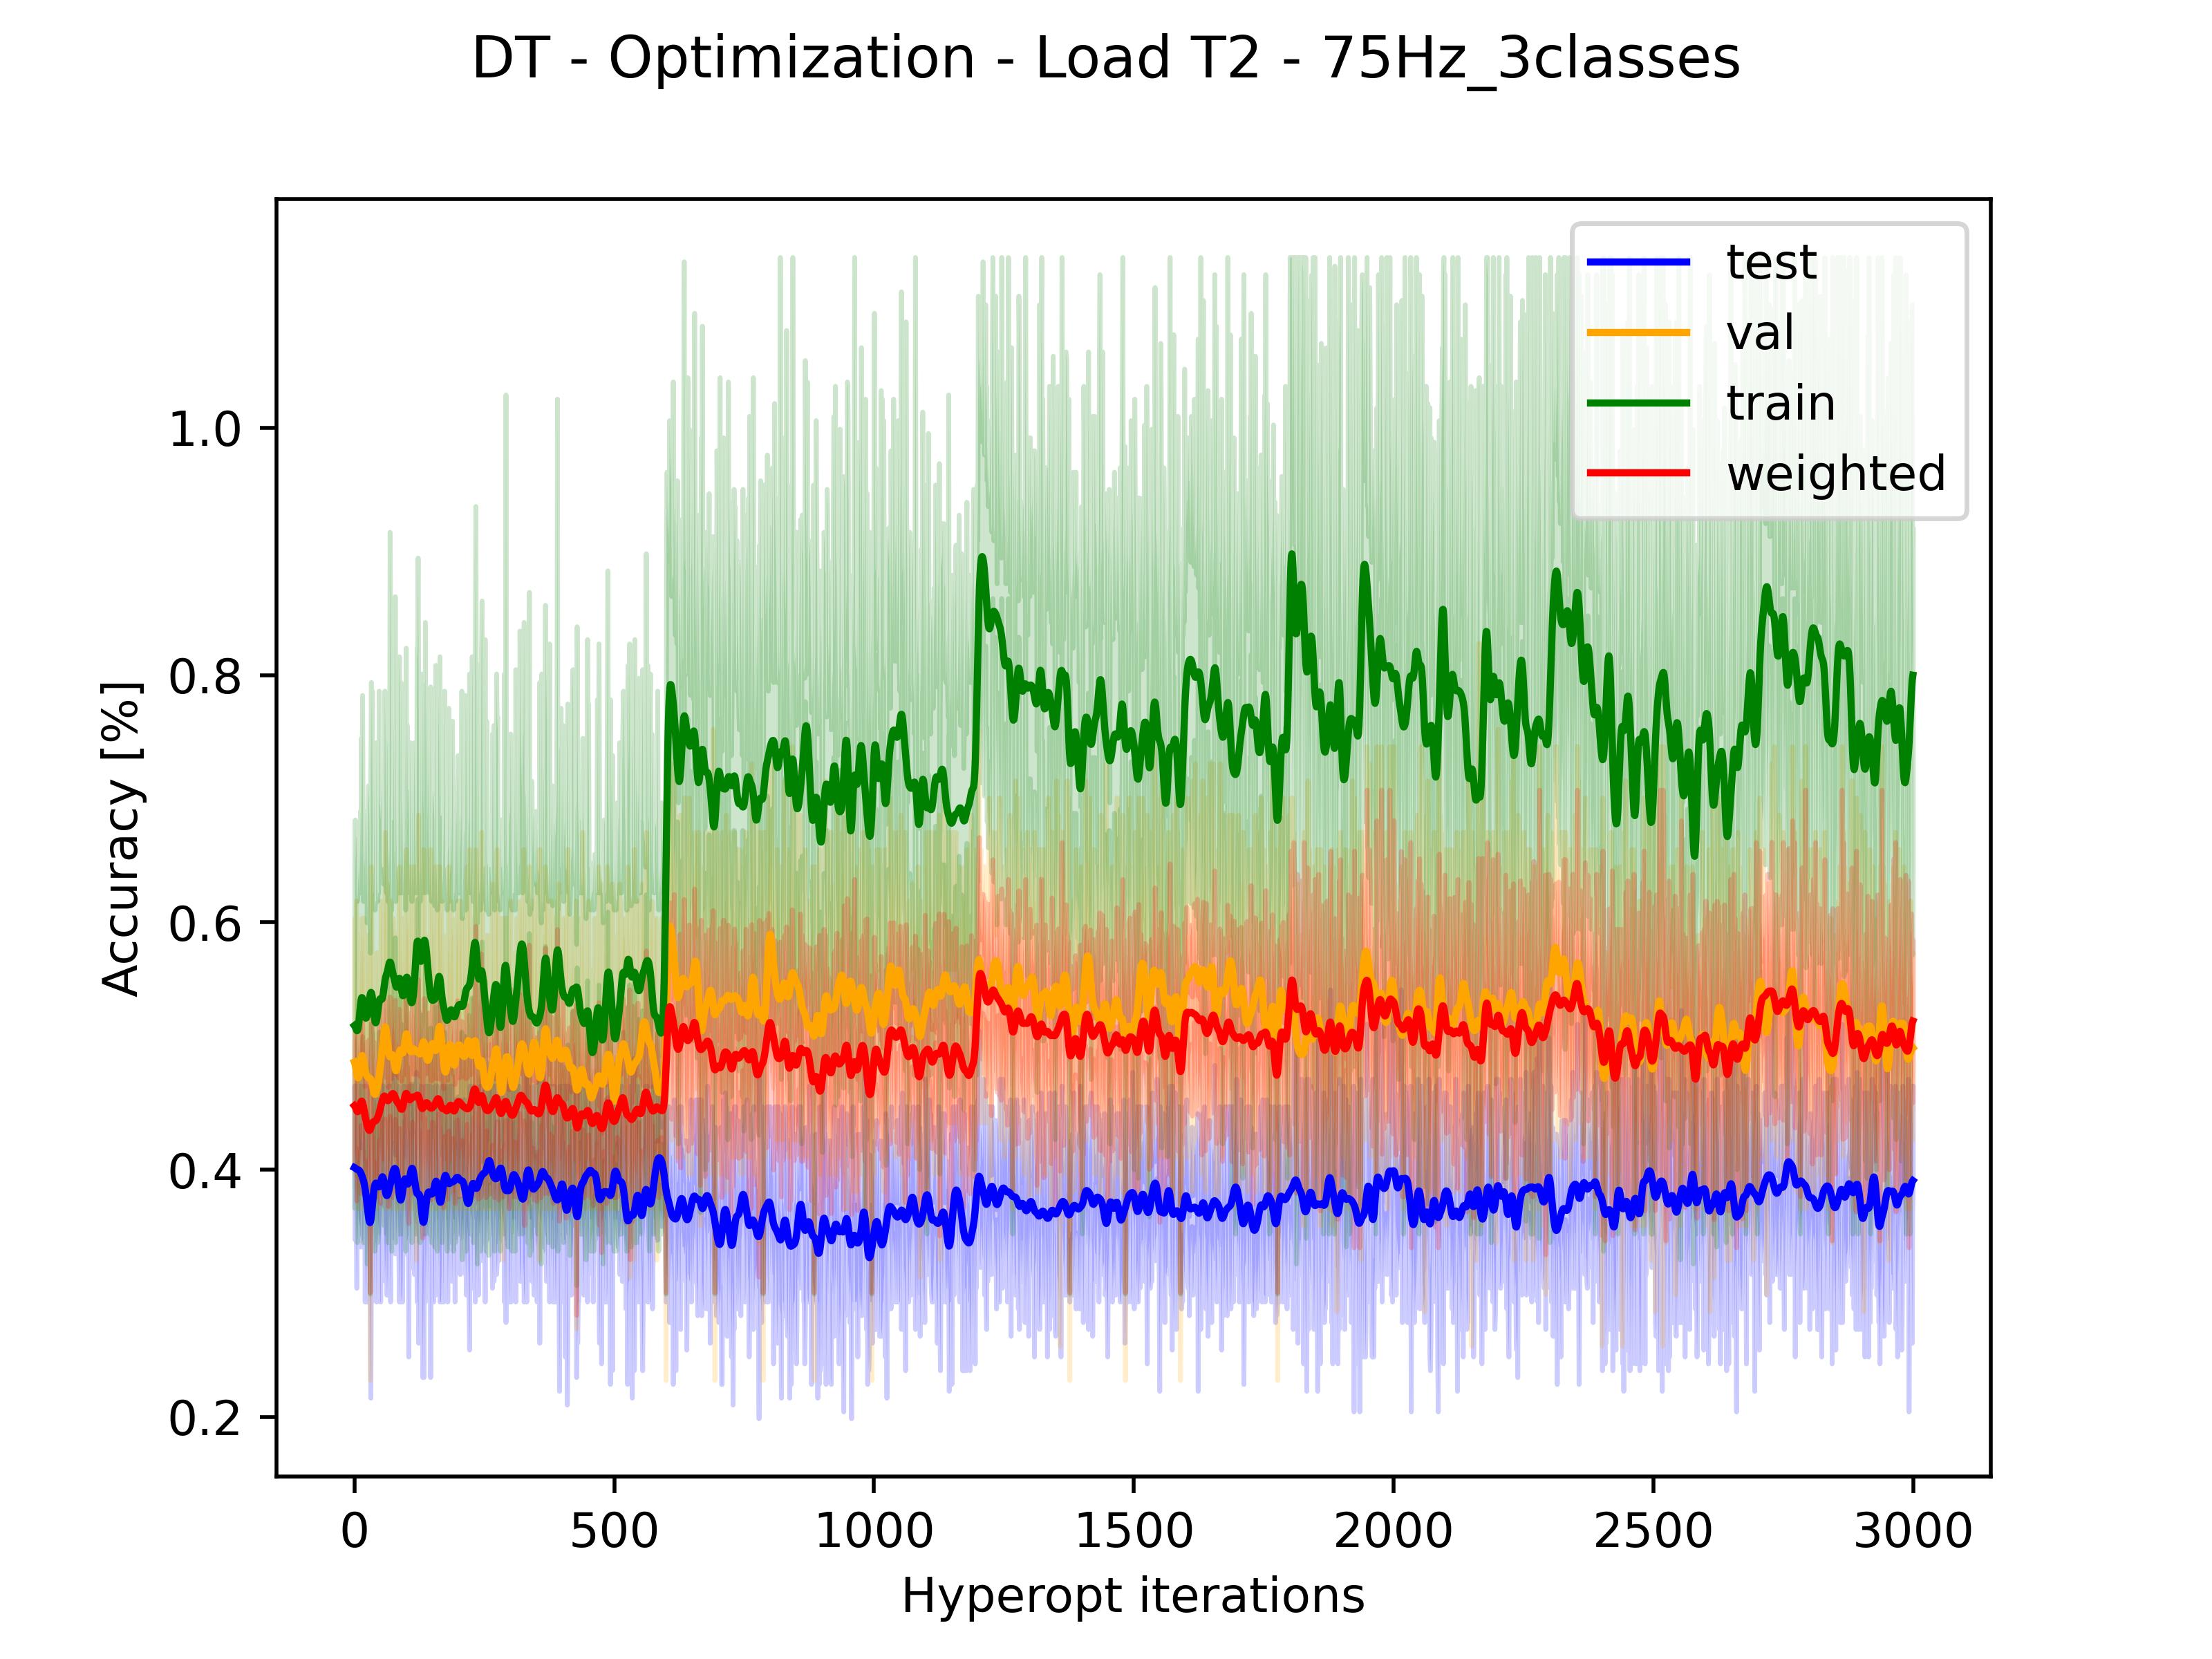 DT - Optimization - Load T2 - 75Hz_3classes
test
val
train
weighted
Accuracy [%]
1.0
0.8
0.6
0.4
0.2
0 500 1000 1500 2000 2500 3000
Hyperopt iterations